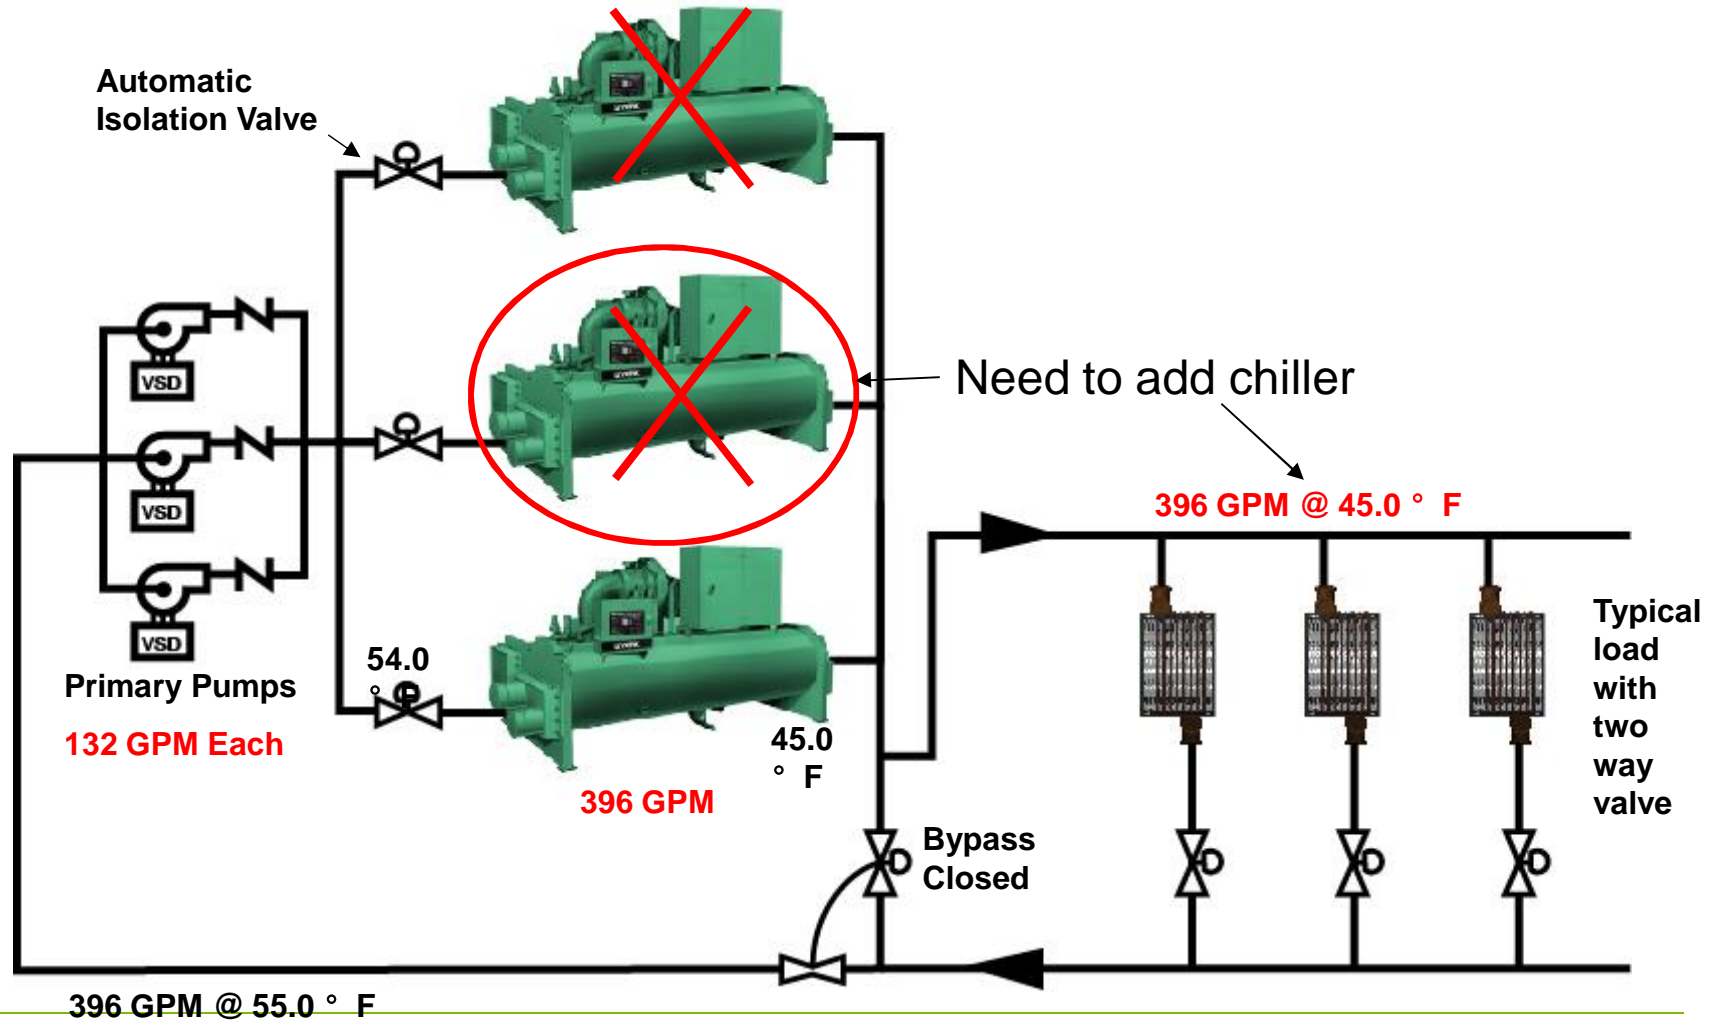 Automatic
Isolation Valve
Need to add chiller
396 GPM @ 45.0 ° F
VSD
VSD
VSD
Primary Pumps
132 GPM Each
54.0
° F
45.0
° F
396 GPM
Typical
load
with
two
way
valve
Bypass
Closed
396 GPM @ 55.0 ° F